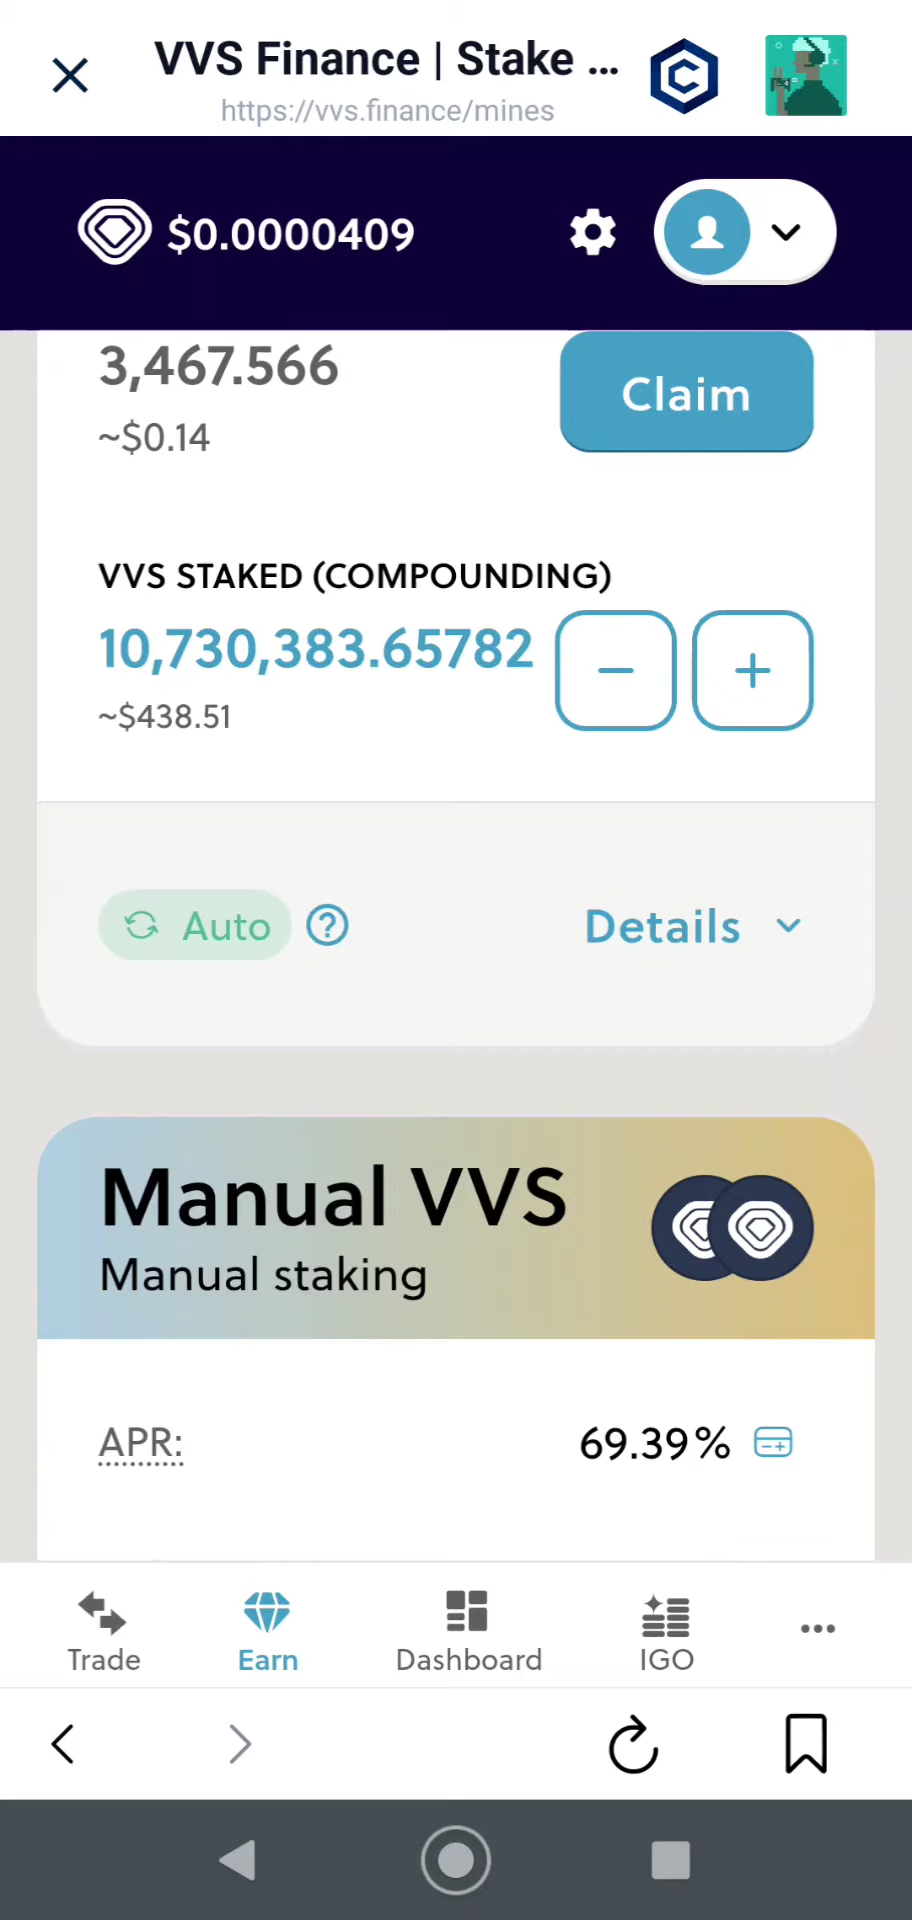 VVS Finance | Stake ...
https://vvs.finance/mines
$0.0000409
3,467.566
Claim
~$0.14
VVS STAKED (COMPOUNDING)
10,730,383.65782
~$438.51
Auto
Details
Manual VVS
Manual staking
APR:
69.39%
Trade
Earn
Dashboard
IGO